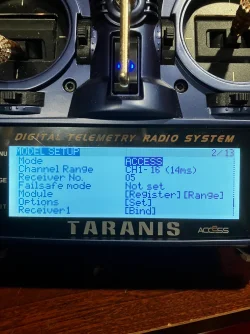 DIGITAL TELEMETRY RADIO SYSTEM
MODEL SETUP 2/13
Mode ACCESS
Channel Range CH1-16 (14ms)
Receiver No. 05
Failsafe mode Not set
Module [Register][Range]
Options [Set]
Receiver1 [Bind]
TARANIS
ACCESS